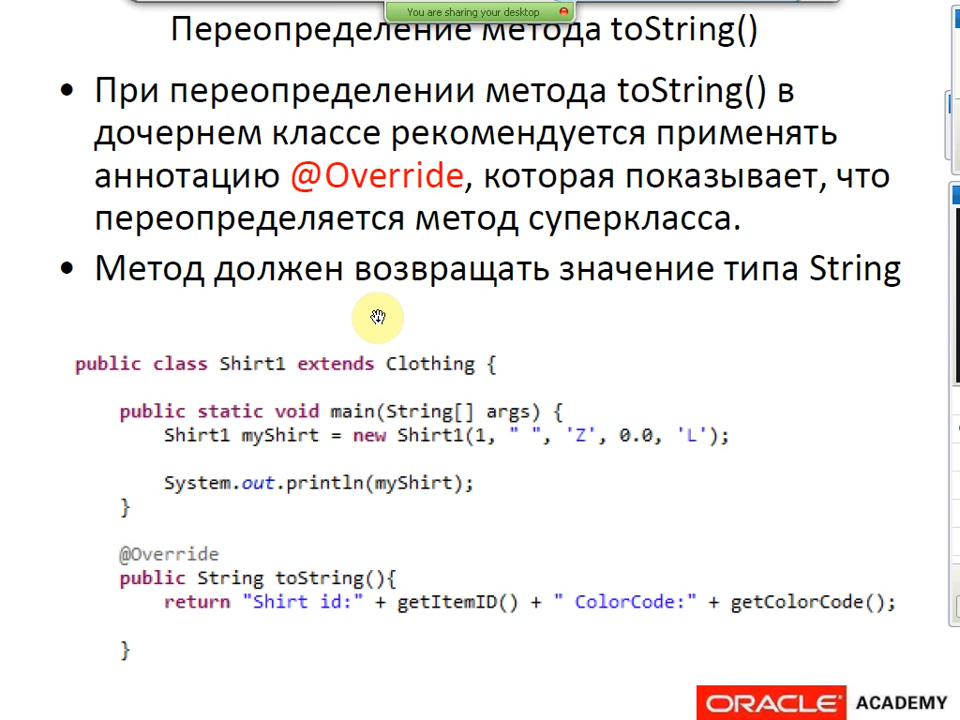 You are sharing your desktop
Переопределение метода toString()
• При переопределении метода toString() в
дочернем классе рекомендуется применять
аннотацию @Override, которая показывает, что
переопределяется метод суперкласса.
• Метод должен возвращать значение типа String
public class Shirt1 extends Clothing {
public static void main(String[] args) {
Shirt1 myShirt = new Shirt1(1, " ", 'Z', 0.0, 'L');
System.out.println(myShirt);
}
@Override
public String toString(){
return "Shirt id:" + getItemID() + " ColorCode:" + getColorCode();
}
ORACLE ACADEMY